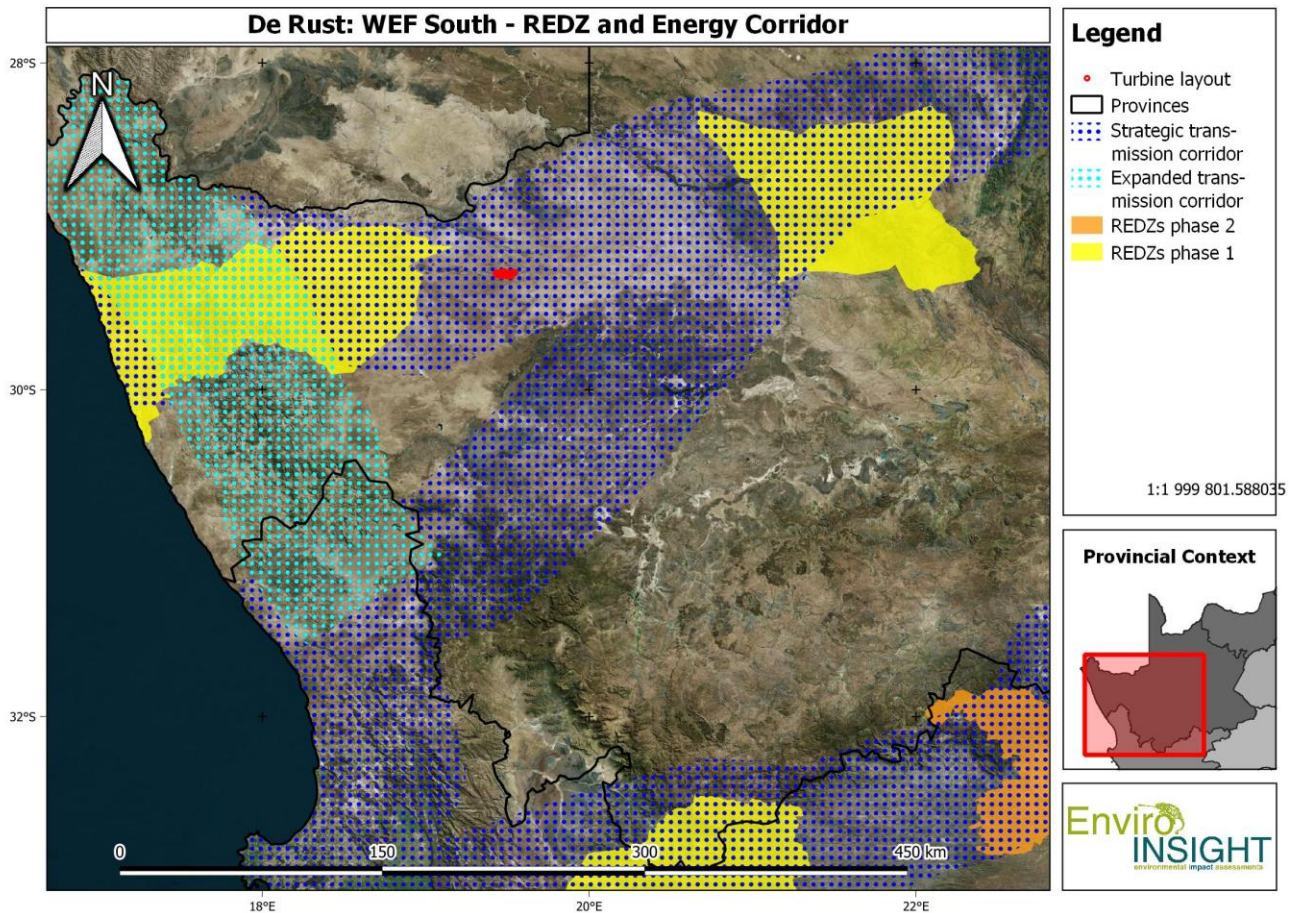 De Rust: WEF South - REDZ and Energy Corridor
28°S
N
30°S
32°S
0
150
300
450 km
18°E
20°E
22°E
Legend
Turbine layout
Provinces
Strategic trans-
mission corridor
Expanded trans-
mission corridor
REDZs phase 2
REDZs phase 1
1:1 999 801.588035
Provincial Context
Enviro
INSIGHT
environmental impact assessments